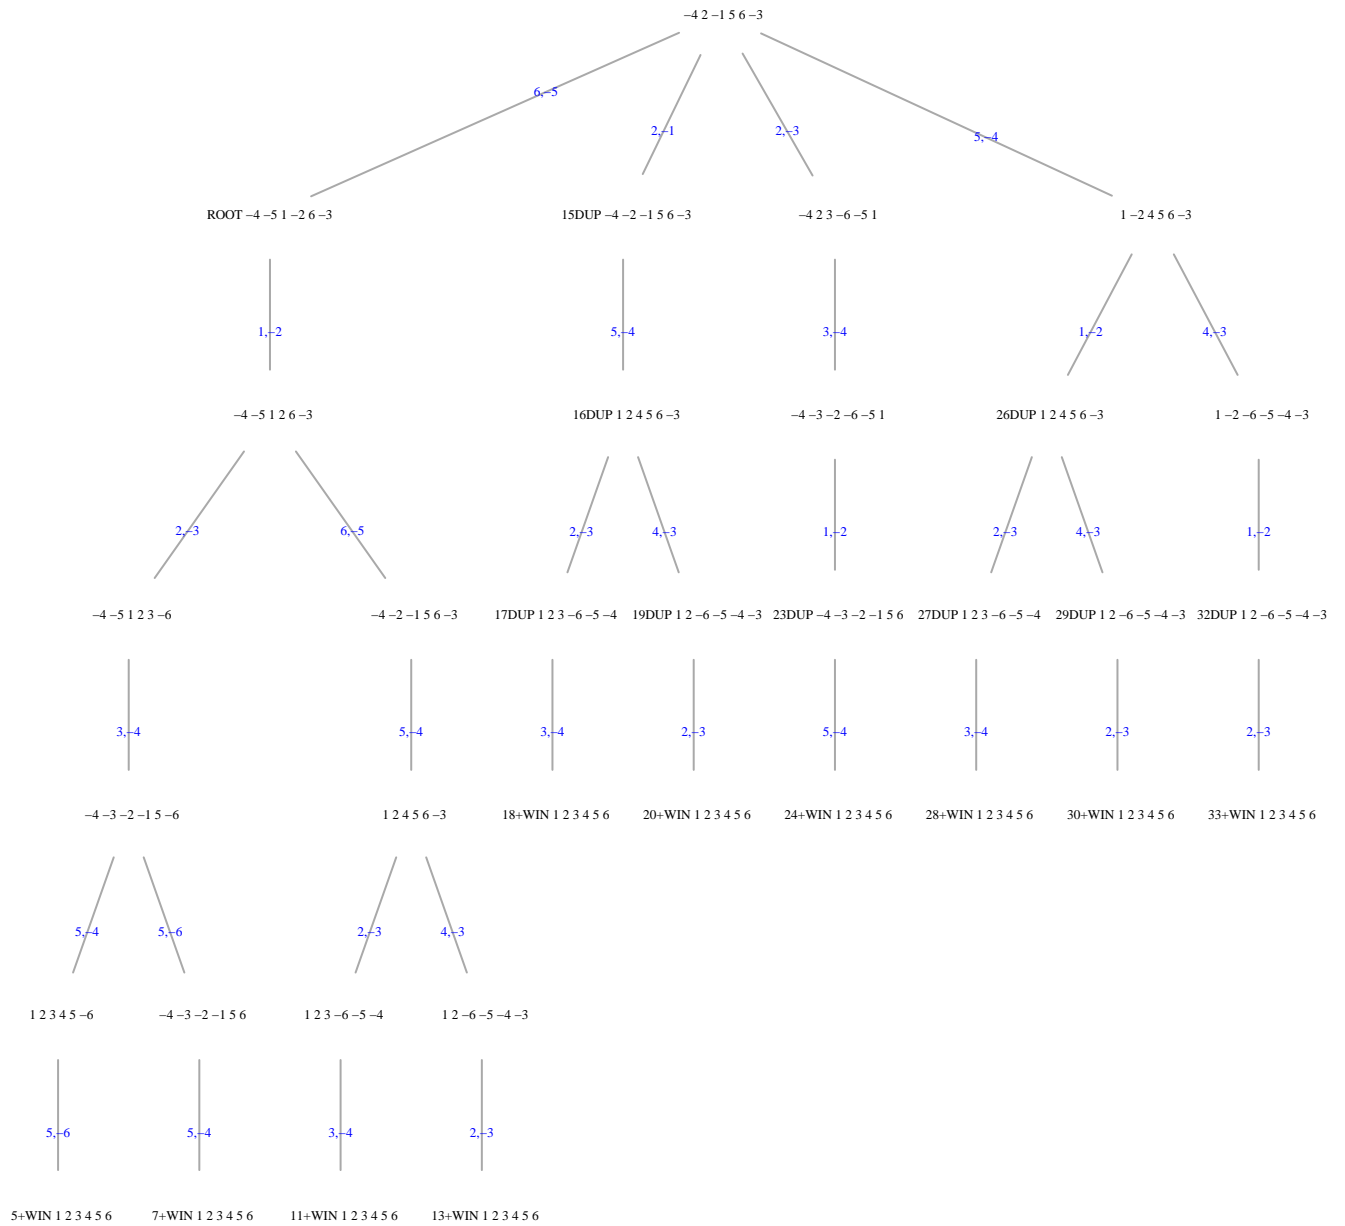 −4 2 −1 5 6 −3
6,−5
2,−1
2,−3
5,−4
ROOT −4 −5 1 −2 6 −3
15DUP −4 −2 −1 5 6 −3
−4 2 3 −6 −5 1
1 −2 4 5 6 −3
1,−2
5,−4
3,−4
1,−2
4,−3
−4 −5 1 2 6 −3
16DUP 1 2 4 5 6 −3
−4 −3 −2 −6 −5 1
26DUP 1 2 4 5 6 −3
1 −2 −6 −5 −4 −3
2,−3
6,−5
2,−3
4,−3
1,−2
2,−3
4,−3
1,−2
−4 −5 1 2 3 −6
−4 −2 −1 5 6 −3
17DUP 1 2 3 −6 −5 −4
19DUP 1 2 −6 −5 −4 −3
23DUP −4 −3 −2 −1 5 6
27DUP 1 2 3 −6 −5 −4
29DUP 1 2 −6 −5 −4 −3
32DUP 1 2 −6 −5 −4 −3
3,−4
5,−4
3,−4
2,−3
5,−4
3,−4
2,−3
2,−3
−4 −3 −2 −1 5 −6
1 2 4 5 6 −3
18+WIN 1 2 3 4 5 6
20+WIN 1 2 3 4 5 6
24+WIN 1 2 3 4 5 6
28+WIN 1 2 3 4 5 6
30+WIN 1 2 3 4 5 6
33+WIN 1 2 3 4 5 6
5,−4
5,−6
2,−3
4,−3
1 2 3 4 5 −6
−4 −3 −2 −1 5 6
1 2 3 −6 −5 −4
1 2 −6 −5 −4 −3
5,−6
5,−4
3,−4
2,−3
5+WIN 1 2 3 4 5 6
7+WIN 1 2 3 4 5 6
11+WIN 1 2 3 4 5 6
13+WIN 1 2 3 4 5 6